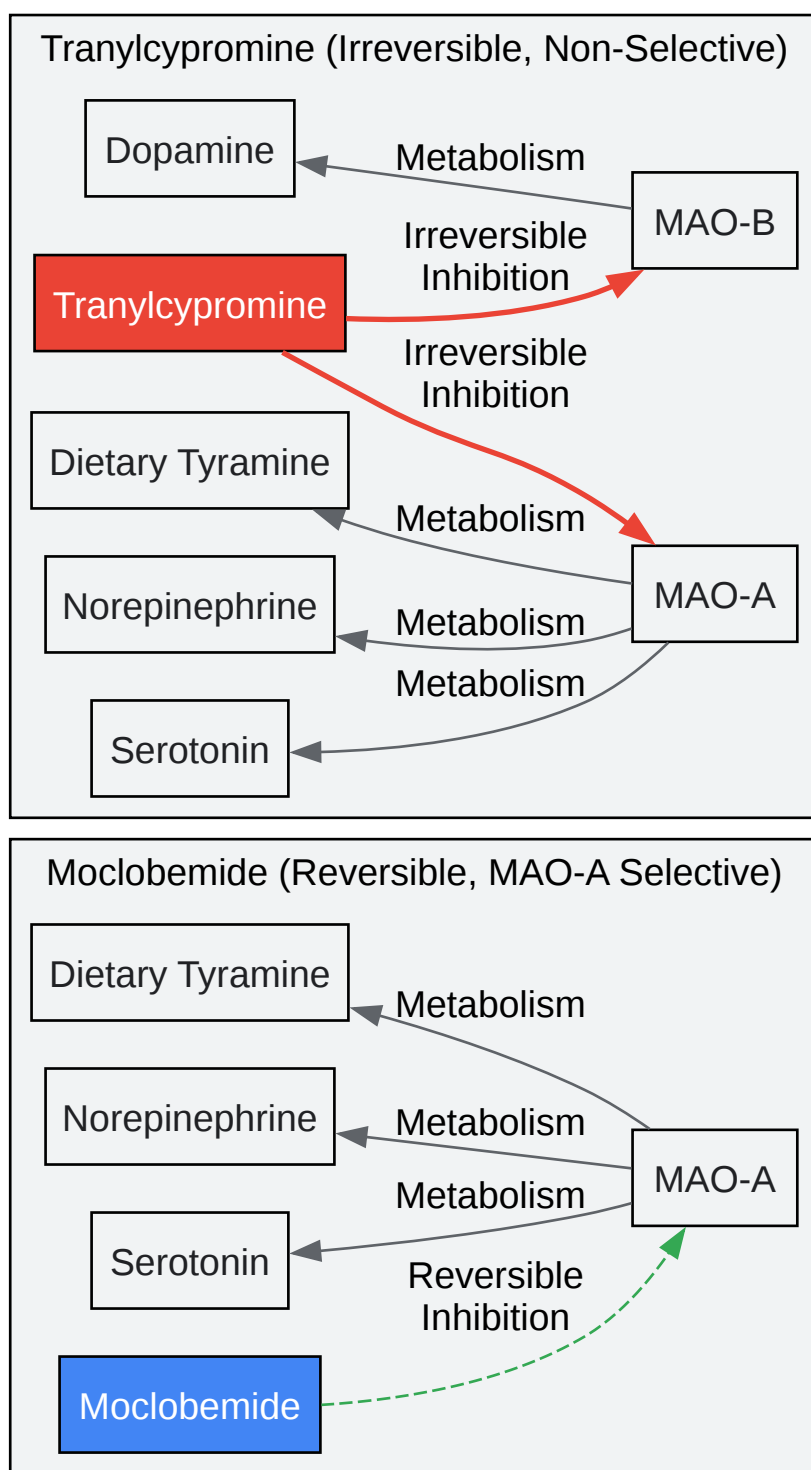 Tranylcypromine (Irreversible, Non-Selective)
Dopamine
Metabolism
MAO-B
Irreversible
Inhibition
Tranylcypromine
Irreversible
Inhibition
Dietary Tyramine
Metabolism
MAO-A
Norepinephrine
Metabolism
Metabolism
Serotonin
Moclobemide (Reversible, MAO-A Selective)
Dietary Tyramine
Metabolism
Norepinephrine
Metabolism
MAO-A
Metabolism
Serotonin
Reversible
Inhibition
Moclobemide